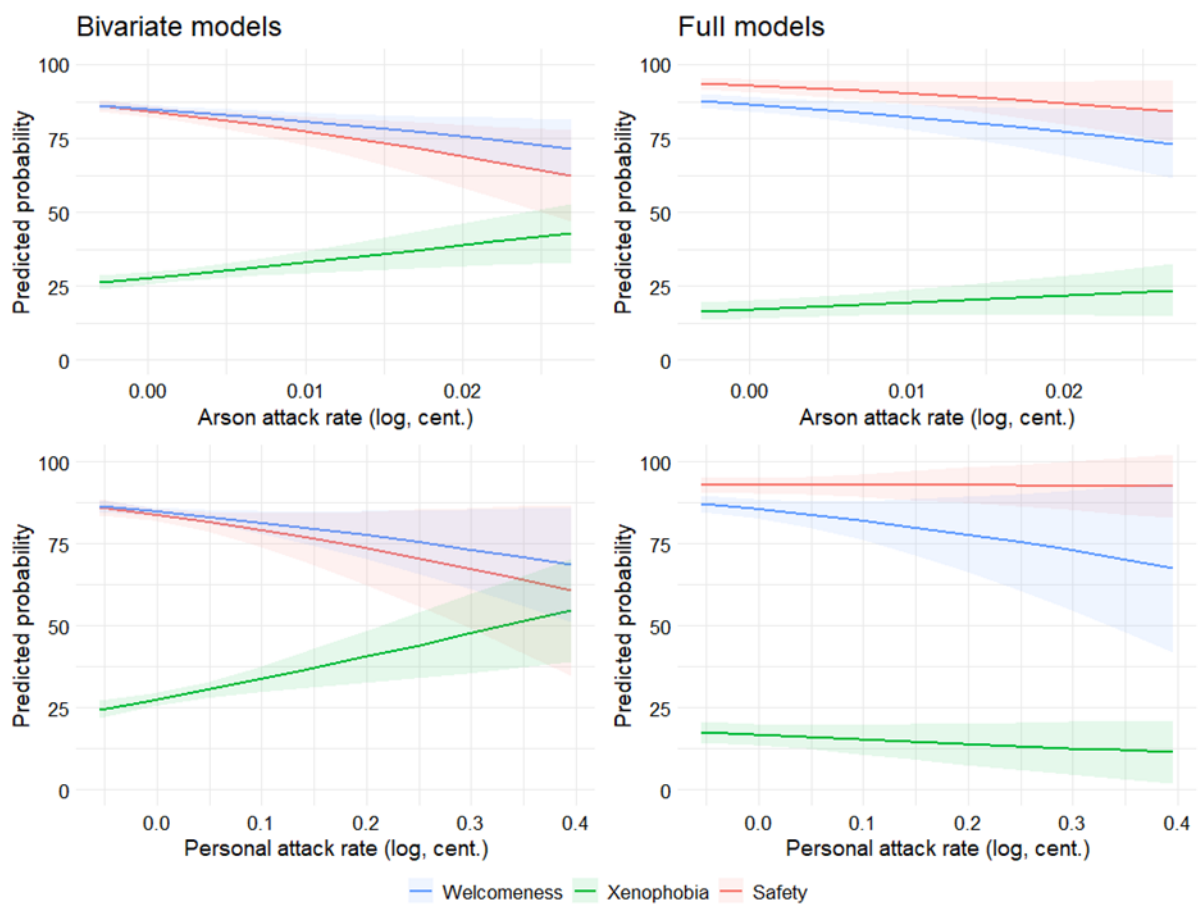 Bivariate models
Full models
Predicted probability
100
75
50
25
0
0.00 0.01 0.02
Arson attack rate (log, cent.)
Predicted probability
100
75
50
25
0
0.00 0.01 0.02
Arson attack rate (log, cent.)
Predicted probability
100
75
50
25
0
0.0 0.1 0.2 0.3 0.4
Personal attack rate (log, cent.)
Predicted probability
100
75
50
25
0
0.0 0.1 0.2 0.3 0.4
Personal attack rate (log, cent.)
Welcomeness Xenophobia Safety